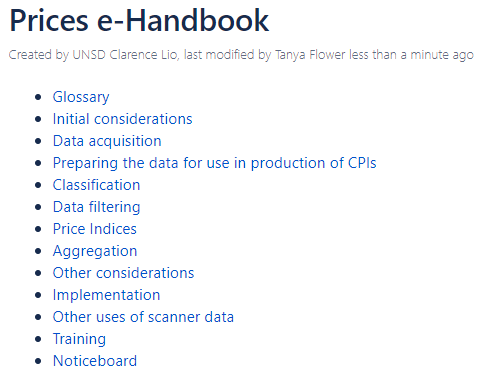 Prices e-Handbook
Created by UNSD Clarence Lio, last modified by Tanya Flower less than a minute ago
• Glossary
• Initial considerations
• Data acquisition
• Preparing the data for use in production of CPIs
• Classification
• Data filtering
• Price Indices
• Aggregation
• Other considerations
• Implementation
• Other uses of scanner data
• Training
• Noticeboard